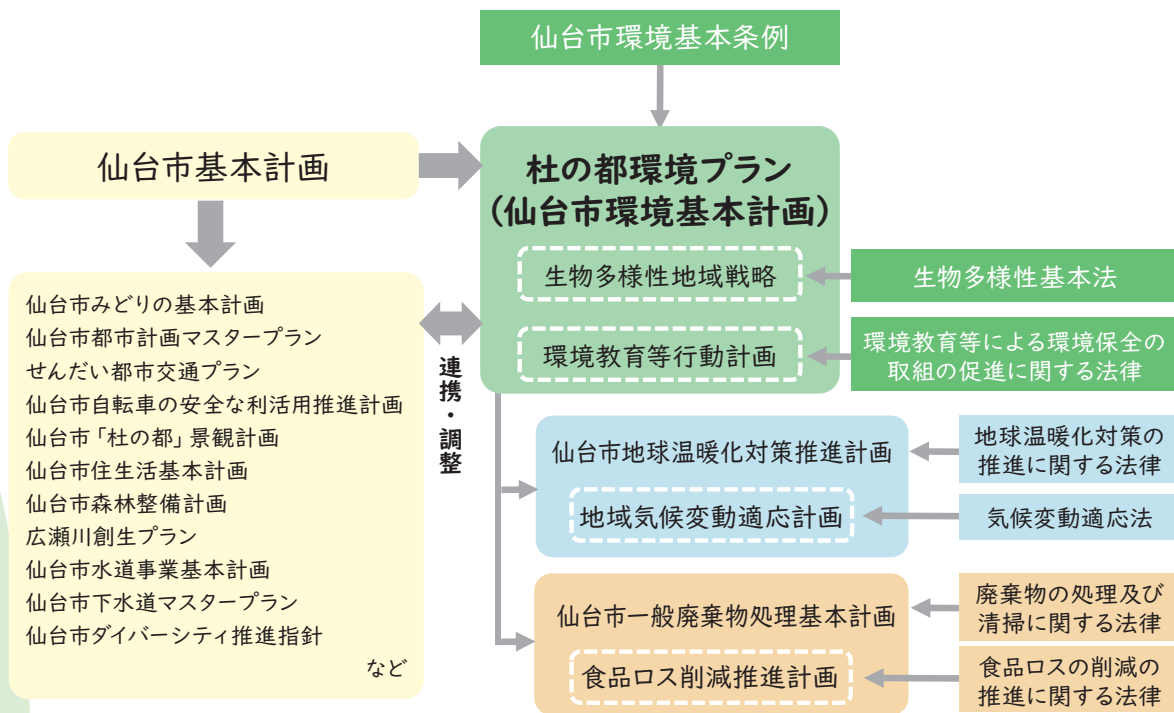 仙台市環境基本条例
仙台市基本計画
杜の都環境プラン
(仙台市環境基本計画)
生物多様性地域戦略
生物多様性基本法
環境教育等行動計画
環境教育等による環境保全の
取組の促進に関する法律
仙台市みどりの基本計画
仙台市都市計画マスタープラン
せんだい都市交通プラン
仙台市自転車の安全な利活用推進計画
仙台市「杜の都」景観計画
仙台市住生活基本計画
仙台市森林整備計画
広瀬川創生プラン
仙台市水道事業基本計画
仙台市下水道マスタープラン
仙台市ダイバーシティ推進指針
など
連携・調整
仙台市地球温暖化対策推進計画
地球温暖化対策の
推進に関する法律
地域気候変動適応計画
気候変動適応法
仙台市一般廃棄物処理基本計画
廃棄物の処理及び
清掃に関する法律
食品ロス削減推進計画
食品ロスの削減の
推進に関する法律